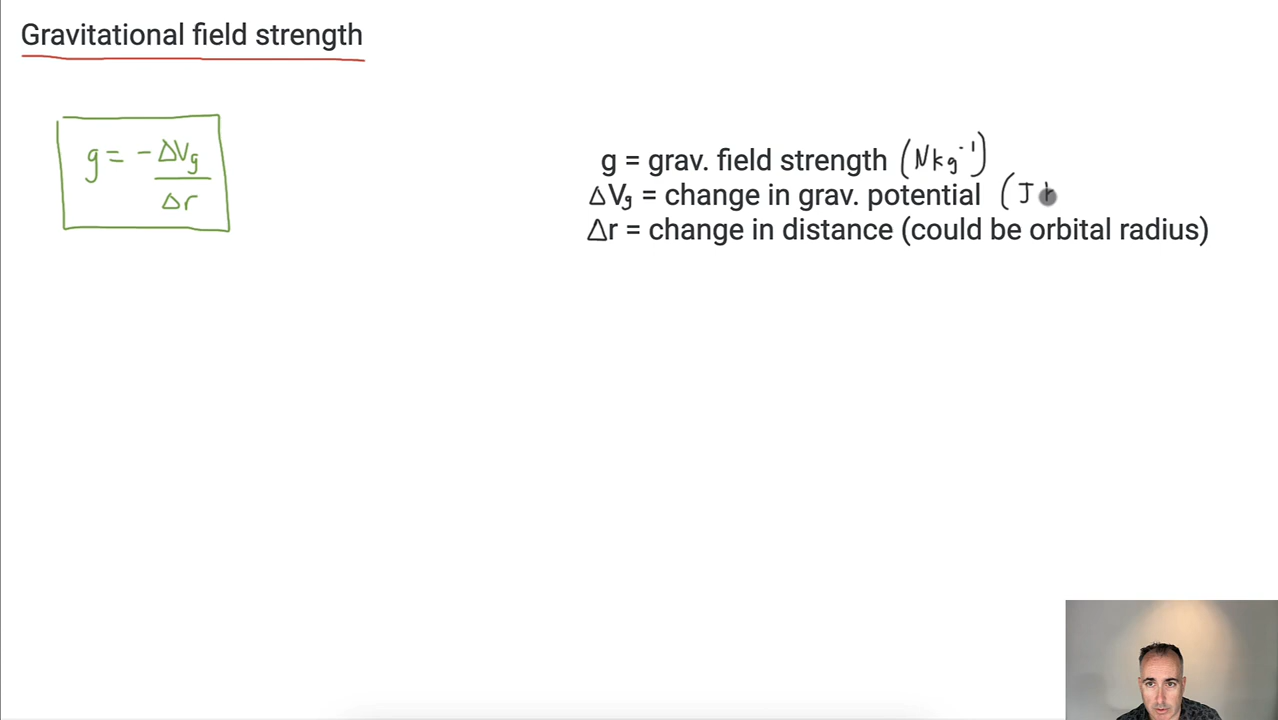 Gravitational field strength
g = -ΔVg / Δr
g = grav. field strength (Nkg⁻¹)
ΔVg = change in grav. potential (J
Δr = change in distance (could be orbital radius)